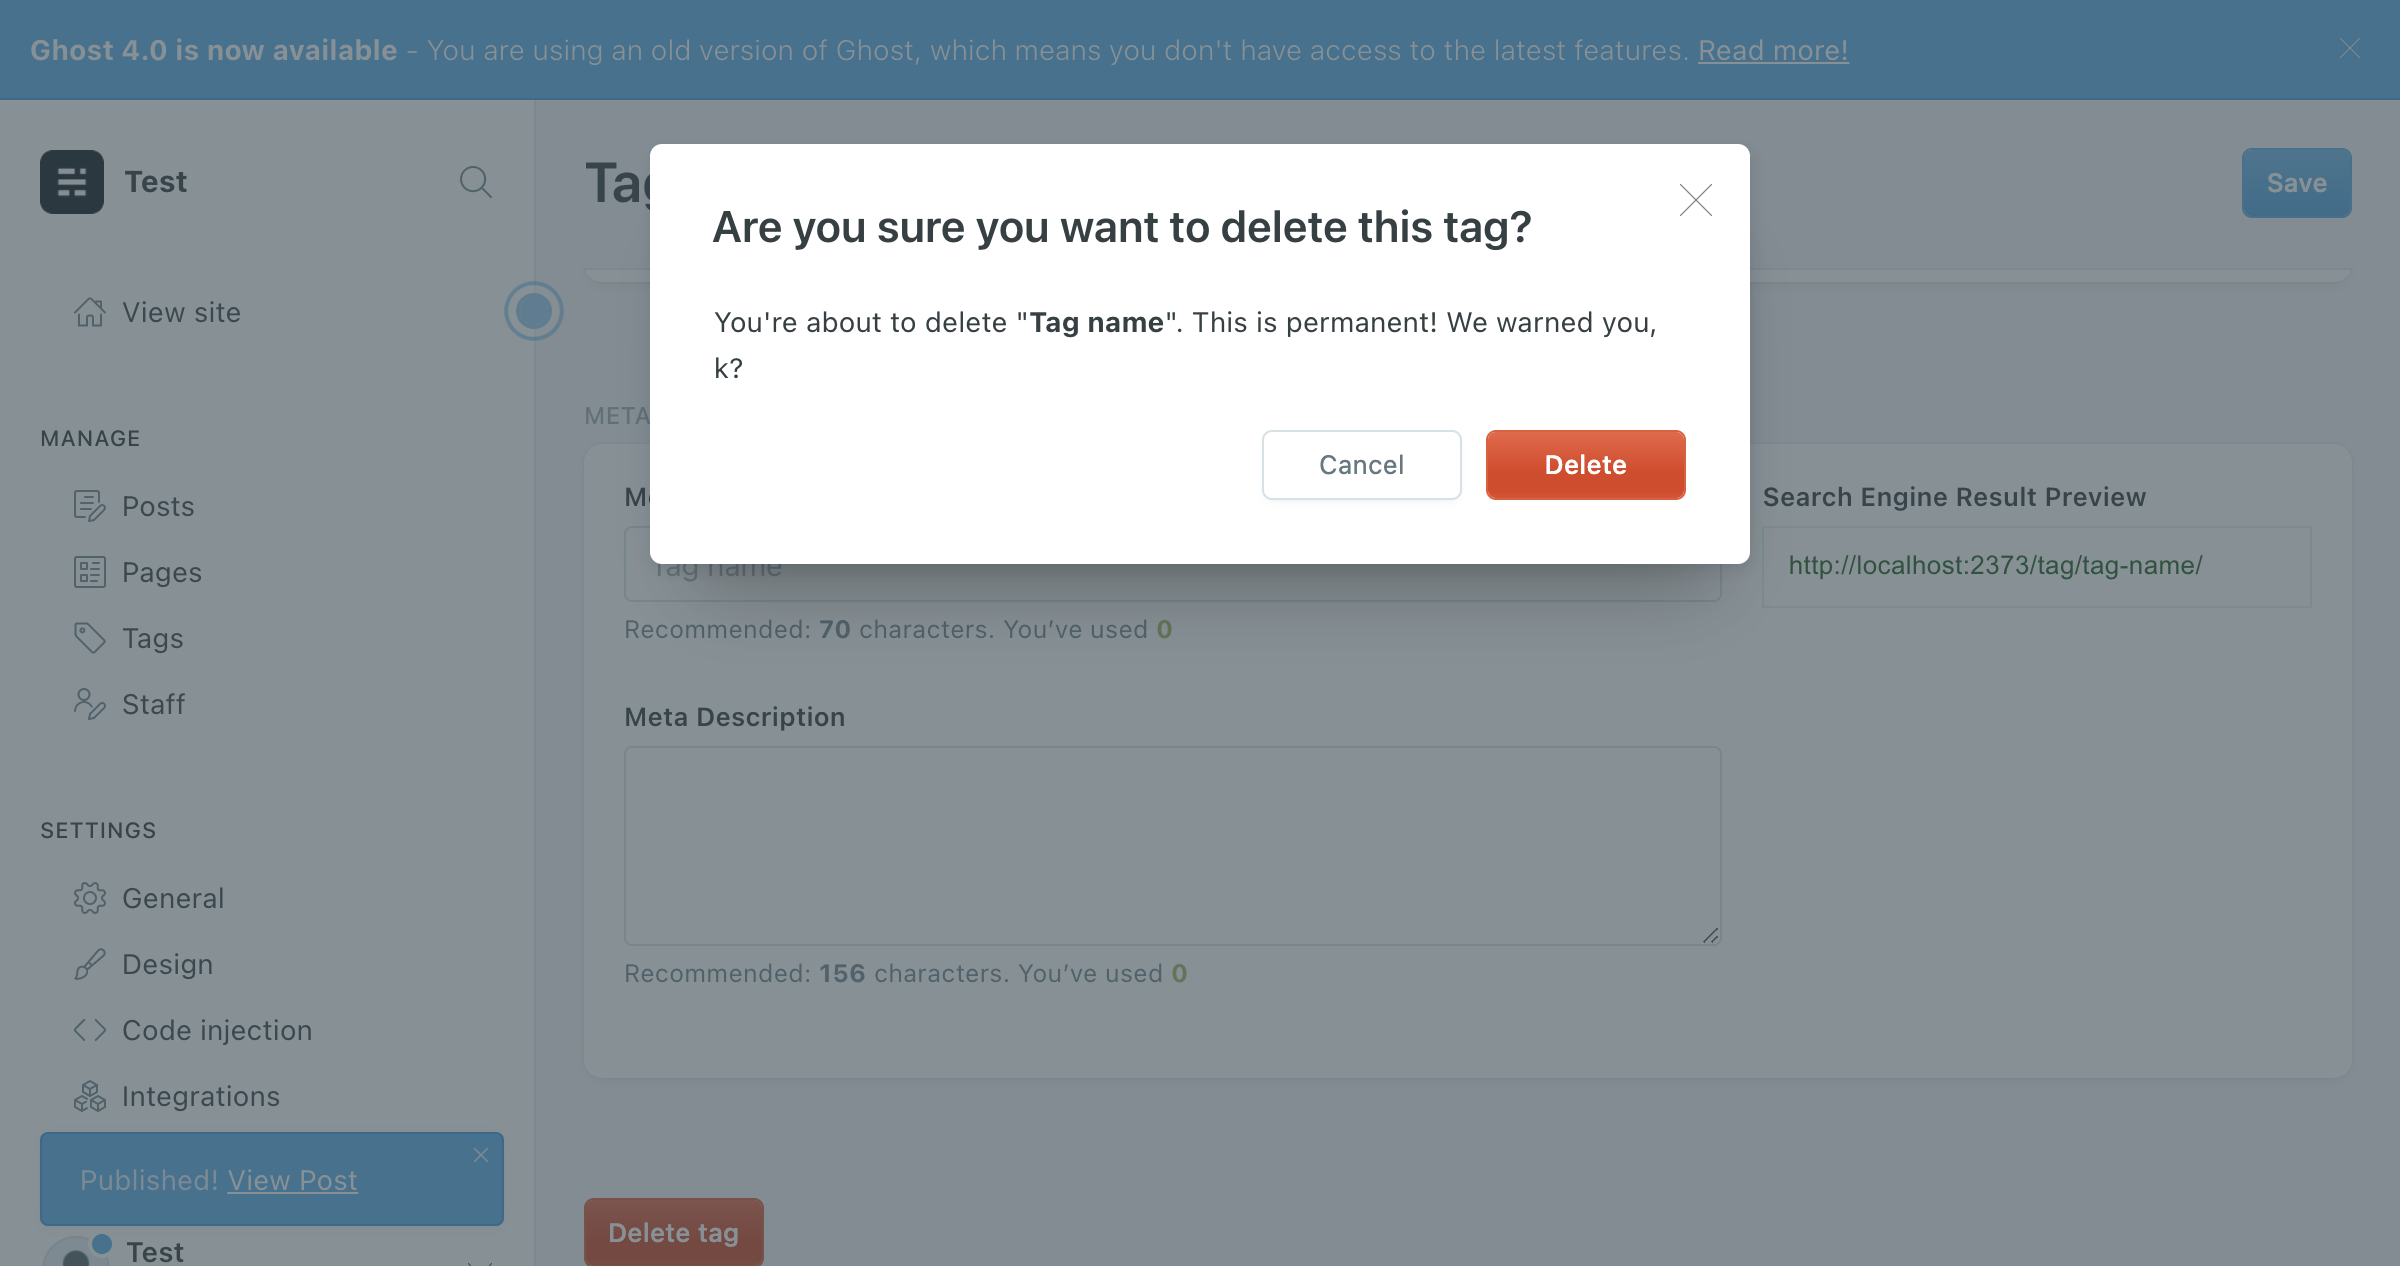 Ghost 4.0 is now available - You are using an old version of Ghost, which means you don't have access to the latest features. Read more!
Test
Save
Are you sure you want to delete this tag?
You're about to delete "Tag name". This is permanent! We warned you,
k?
Cancel
Delete
View site
MANAGE
Posts
Pages
Tags
Staff
SETTINGS
General
Design
Code injection
Integrations
Published! View Post
Test
META
Tag name
Recommended: 70 characters. You’ve used 0
Meta Description
Recommended: 156 characters. You’ve used 0
Search Engine Result Preview
http://localhost:2373/tag/tag-name/
Delete tag